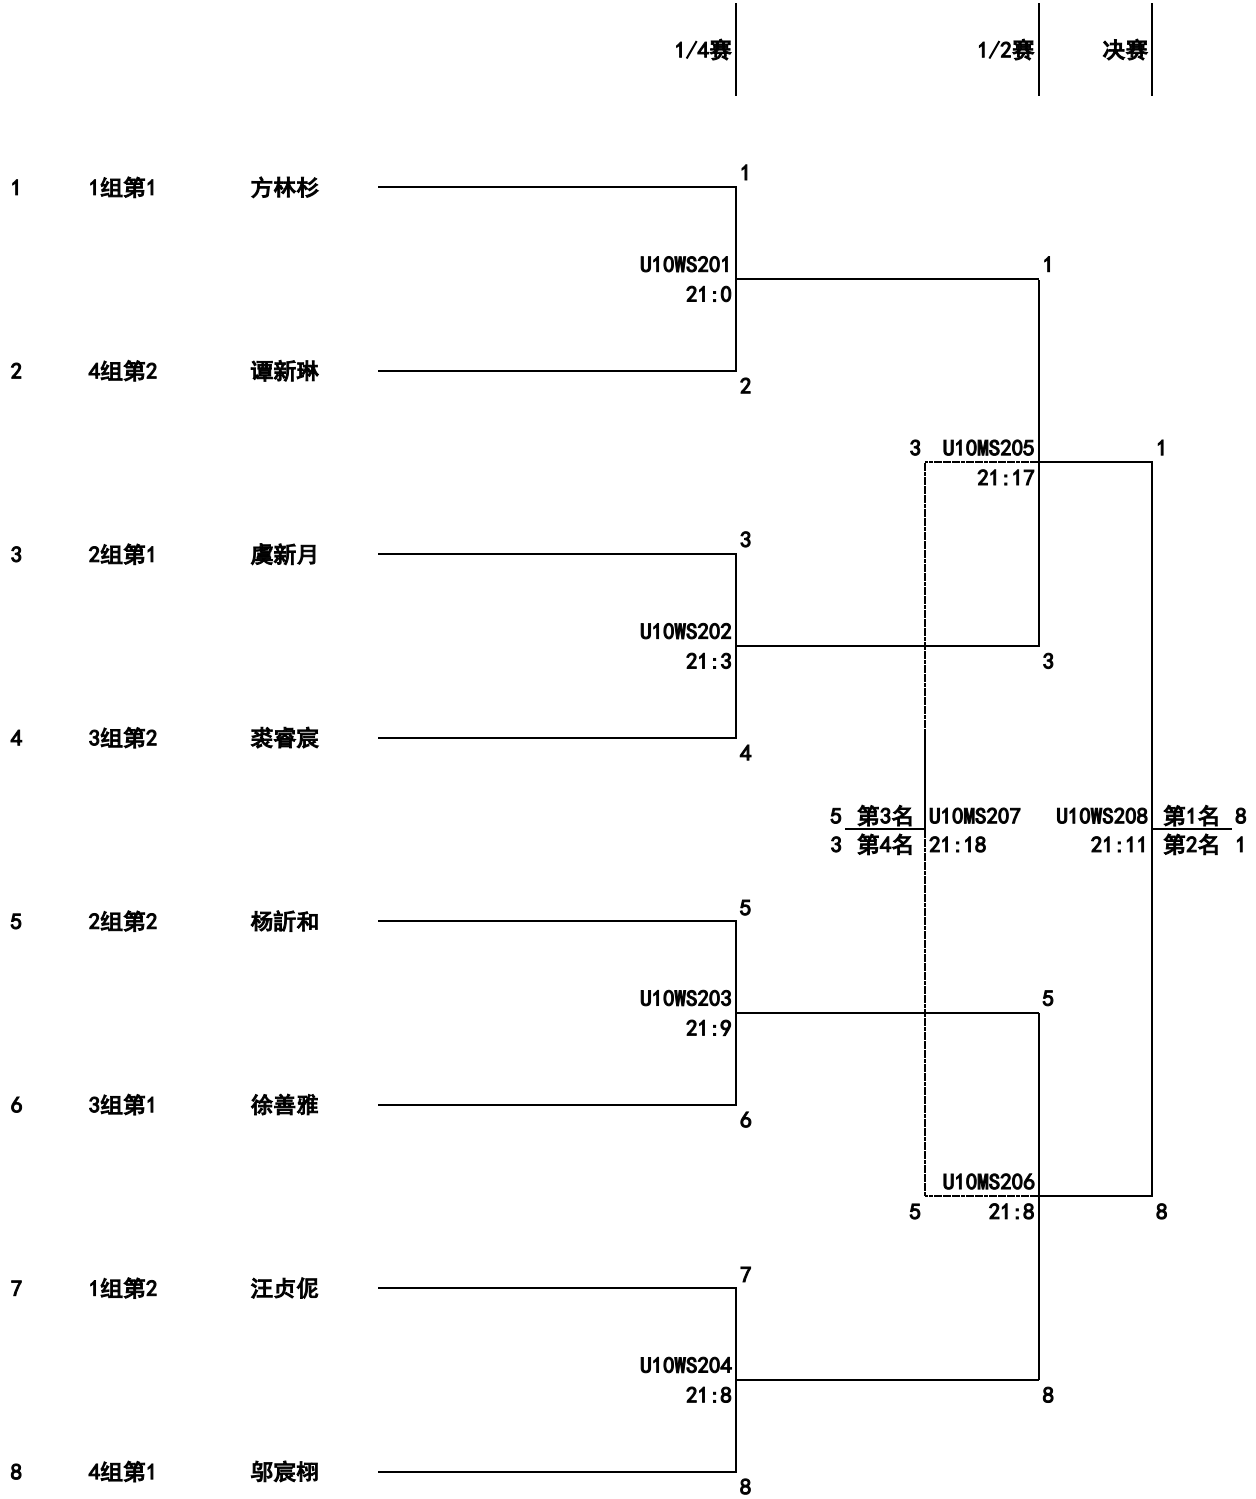 1/4赛 1/2赛 决赛
1
1 1组第1 方林杉
U10WS201 1
21:0
2 4组第2 谭新琳
2
3 U10MS205 1
21:17
3
3 2组第1 虞新月
U10WS202
21:3 3
4 3组第2 裘睿宸
4
5 第3名 U10MS207 U10WS208 第1名 8
3 第4名 21:18 21:11 第2名 1
5
5 2组第2 杨訢和
U10WS203 5
21:9
6 3组第1 徐善雅
6
U10MS206
5 21:8 8
7
7 1组第2 汪贞伲
U10WS204
21:8 8
8 4组第1 邬宸栩
8